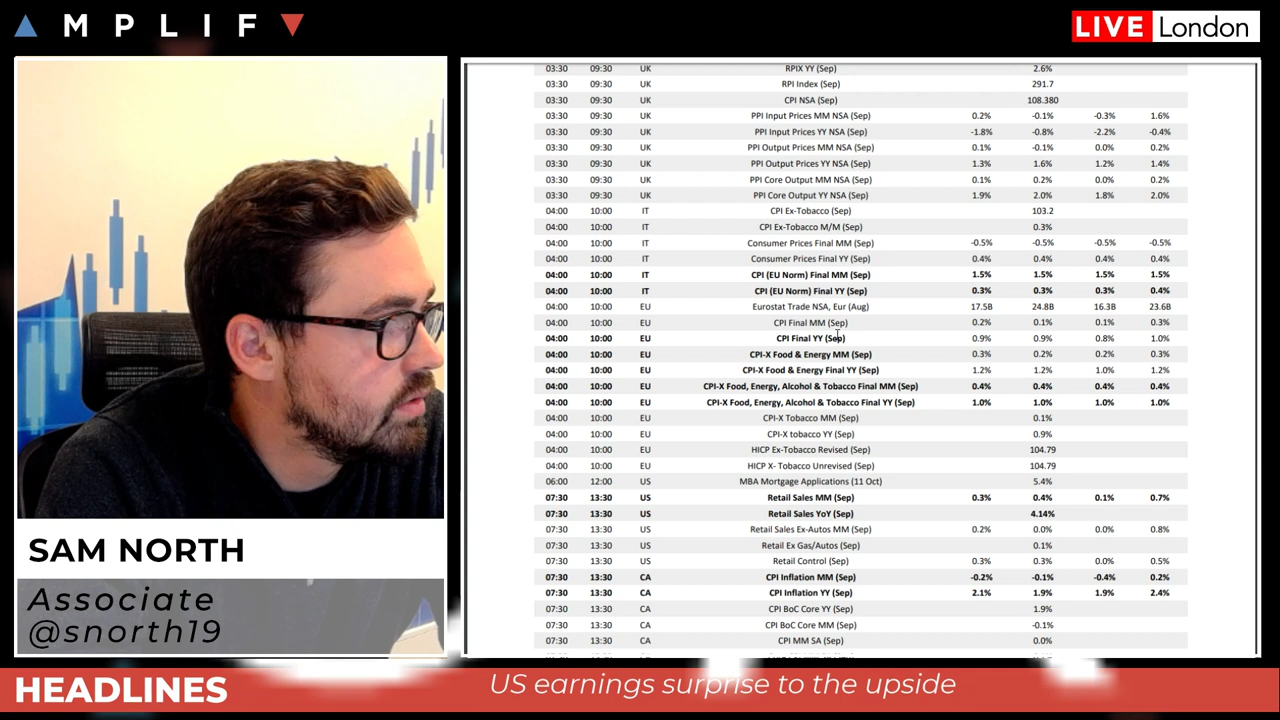 AMPLIFY
LIVE London
03:30 09:30 UK RPIX YY (Sep) 2.6%
03:30 09:30 UK RPI Index (Sep) 291.7
03:30 09:30 UK CPI NSA (Sep) 108.380
03:30 09:30 UK PPI Input Prices MM NSA (Sep) 0.2% -0.1% -0.3% 1.6%
03:30 09:30 UK PPI Input Prices YY NSA (Sep) -1.8% -0.8% -2.2% -0.4%
03:30 09:30 UK PPI Output Prices MM NSA (Sep) 0.1% -0.1% 0.0% 0.2%
03:30 09:30 UK PPI Output Prices YY NSA (Sep) 1.3% 1.6% 1.2% 1.4%
03:30 09:30 UK PPI Core Output MM NSA (Sep) 0.1% 0.2% 0.0% 0.2%
03:30 09:30 UK PPI Core Output YY NSA (Sep) 1.9% 2.0% 1.8% 2.0%
04:00 10:00 IT CPI Ex-Tobacco (Sep) 103.2
04:00 10:00 IT CPI Ex-Tobacco M/M (Sep) 0.3%
04:00 10:00 IT Consumer Prices Final MM (Sep) -0.5% -0.5% -0.5% -0.5%
04:00 10:00 IT Consumer Prices Final YY (Sep) 0.4% 0.4% 0.4% 0.4%
04:00 10:00 IT CPI (EU Norm) Final MM (Sep) 1.5% 1.5% 1.5% 1.5%
04:00 10:00 IT CPI (EU Norm) Final YY (Sep) 0.3% 0.3% 0.3% 0.4%
04:00 10:00 EU Eurostat Trade NSA, Eur (Aug) 17.5B 24.8B 16.3B 23.6B
04:00 10:00 EU CPI Final MM (Sep) 0.2% 0.1% 0.1% 0.3%
04:00 10:00 EU CPI Final YY (Sep) 0.9% 0.9% 0.8% 1.0%
04:00 10:00 EU CPI-X Food & Energy MM (Sep) 0.3% 0.2% 0.2% 0.3%
04:00 10:00 EU CPI-X Food & Energy Final YY (Sep) 1.2% 1.2% 1.0% 1.2%
04:00 10:00 EU CPI-X Food, Energy, Alcohol & Tobacco Final MM (Sep) 0.4% 0.4% 0.4% 0.4%
04:00 10:00 EU CPI-X Food, Energy, Alcohol & Tobacco Final YY (Sep) 1.0% 1.0% 1.0% 1.0%
04:00 10:00 EU CPI-X Tobacco MM (Sep) 0.1%
04:00 10:00 EU CPI-X tobacco YY (Sep) 0.9%
04:00 10:00 EU HICP Ex-Tobacco Revised (Sep) 104.79
04:00 10:00 EU HICP X- Tobacco Unrevised (Sep) 104.79
06:00 12:00 US MBA Mortgage Applications (11 Oct) 5.4%
07:30 13:30 US Retail Sales MM (Sep) 0.3% 0.4% 0.1% 0.7%
07:30 13:30 US Retail Sales YoY (Sep) 4.14%
07:30 13:30 US Retail Sales Ex-Autos MM (Sep) 0.2% 0.0% 0.0% 0.8%
07:30 13:30 US Retail Ex Gas/Autos (Sep) 0.1%
07:30 13:30 US Retail Control (Sep) 0.3% 0.3% 0.0% 0.5%
07:30 13:30 CA CPI Inflation MM (Sep) -0.2% -0.1% -0.4% 0.2%
07:30 13:30 CA CPI Inflation YY (Sep) 2.1% 1.9% 1.9% 2.4%
07:30 13:30 CA CPI BoC Core YY (Sep) 1.9%
07:30 13:30 CA CPI BoC Core MM (Sep) -0.1%
07:30 13:30 CA CPI MM SA (Sep) 0.0%
SAM NORTH
Associate
@snorth19
HEADLINES
US earnings surprise to the upside